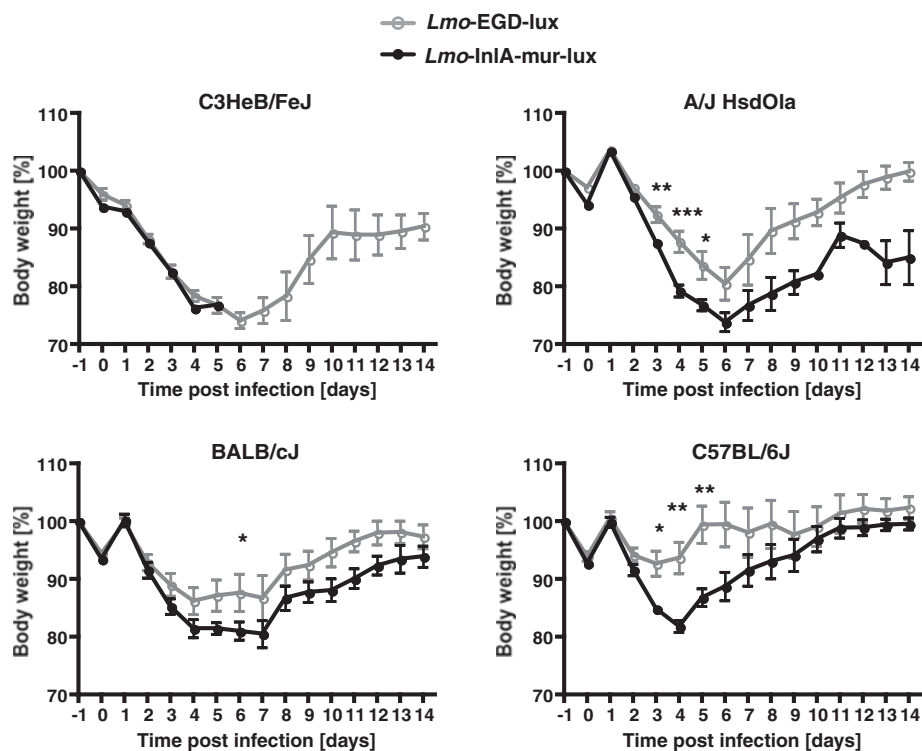 Lmo-EGD-lux
Lmo-InlA-mur-lux
C3HeB/FeJ
110
100
90
80
70
Body weight [%]
-1 0 1 2 3 4 5 6 7 8 9 10 11 12 13 14
Time post infection [days]
A/J HsdOla
110
100
90
80
70
Body weight [%]
**
***
*
-1 0 1 2 3 4 5 6 7 8 9 10 11 12 13 14
Time post infection [days]
BALB/cJ
110
100
90
80
70
Body weight [%]
*
-1 0 1 2 3 4 5 6 7 8 9 10 11 12 13 14
Time post infection [days]
C57BL/6J
110
100
90
80
70
Body weight [%]
**
**
*
-1 0 1 2 3 4 5 6 7 8 9 10 11 12 13 14
Time post infection [days]